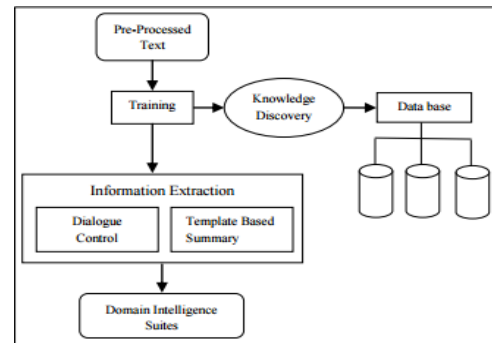 Pre-Processed
Text
Training
Knowledge
Discovery
Data base
Information Extraction
Dialogue
Control
Template Based
Summary
Domain Intelligence
Suites